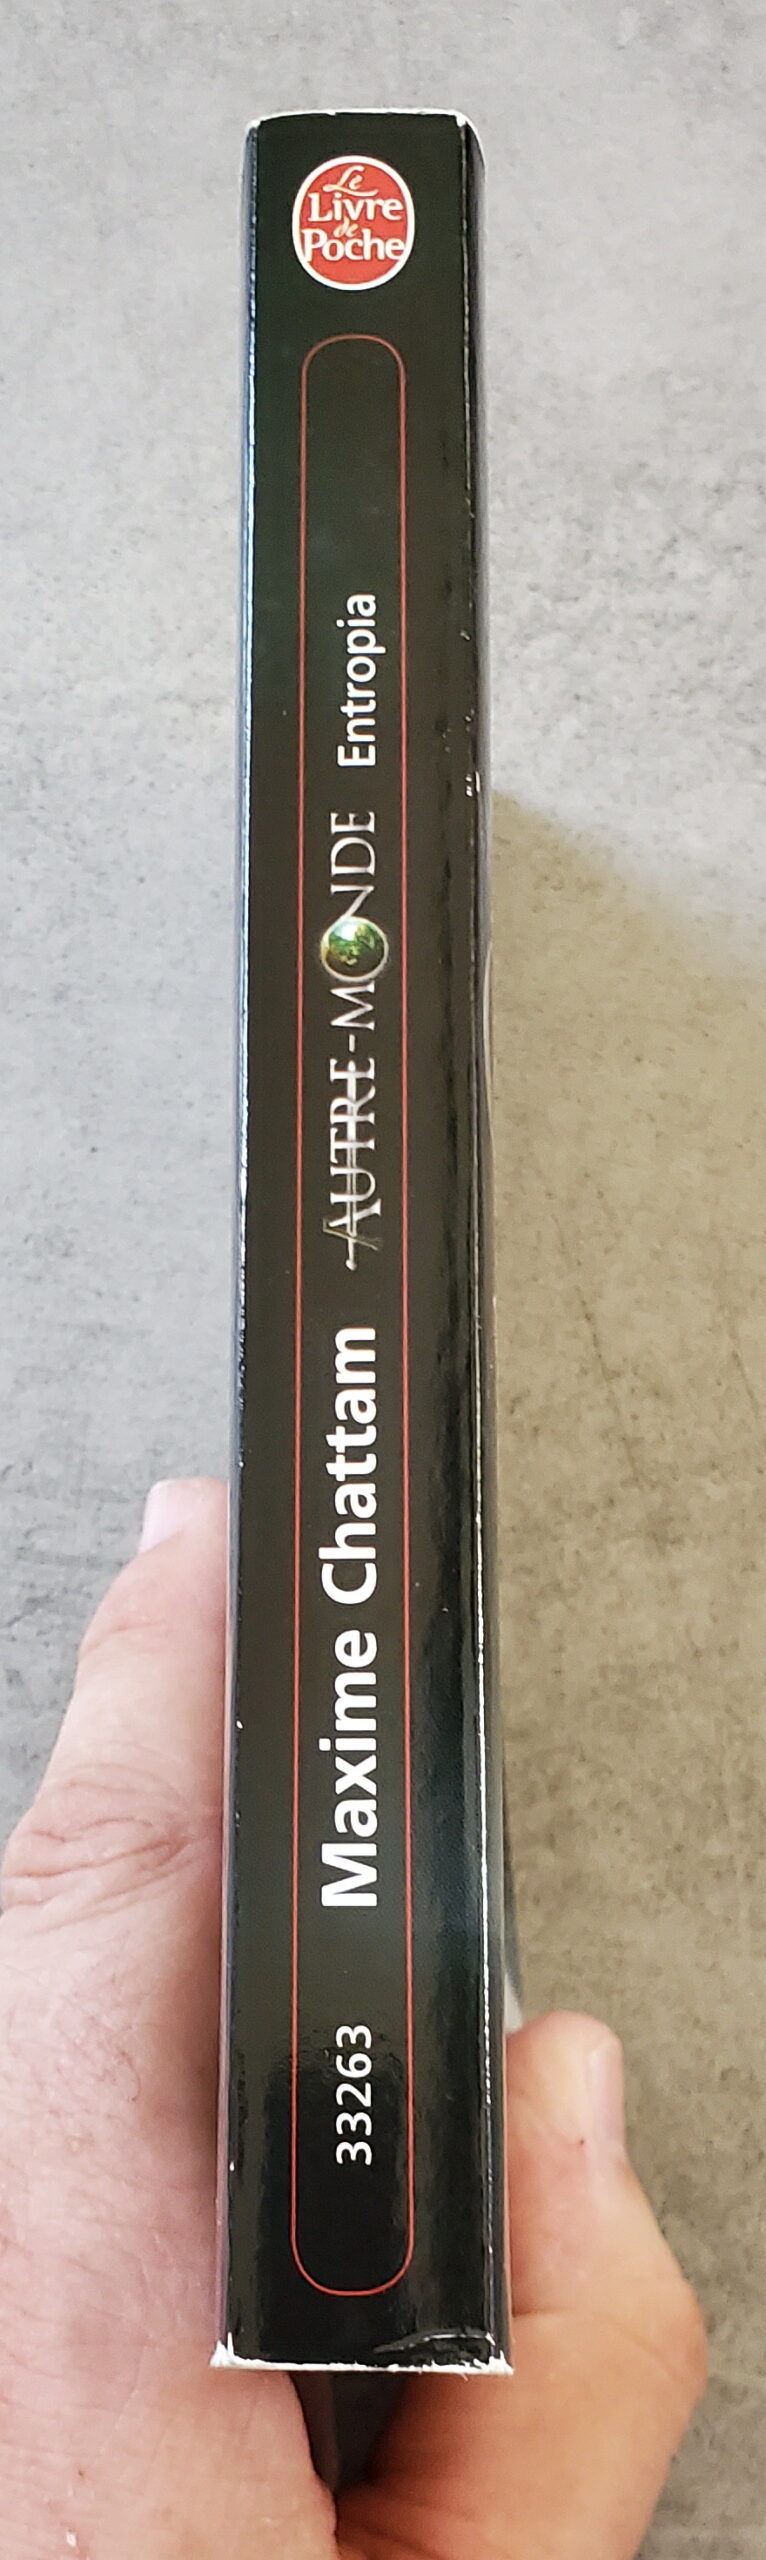 Le
Livre
de
Poche
33263 Maxime Chattam AUTRE-MONDE Entropia